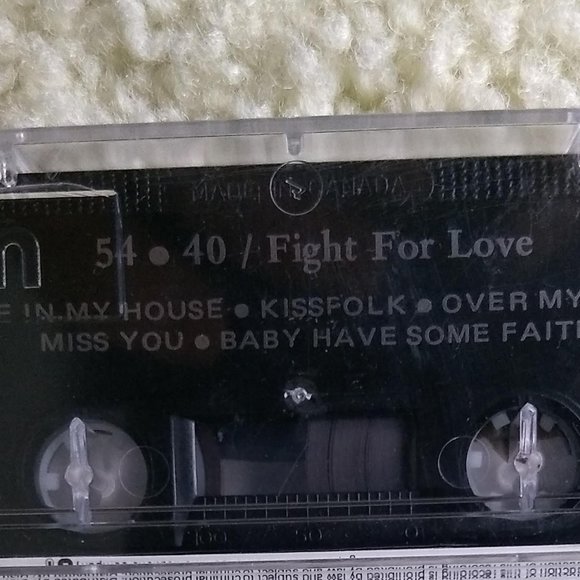 MADE IN CANADA
54 • 40 / Fight For Love
E IN MY HOUSE • KISSFOLK • OVER MY
MISS YOU • BABY HAVE SOME FAIT
100 50 0